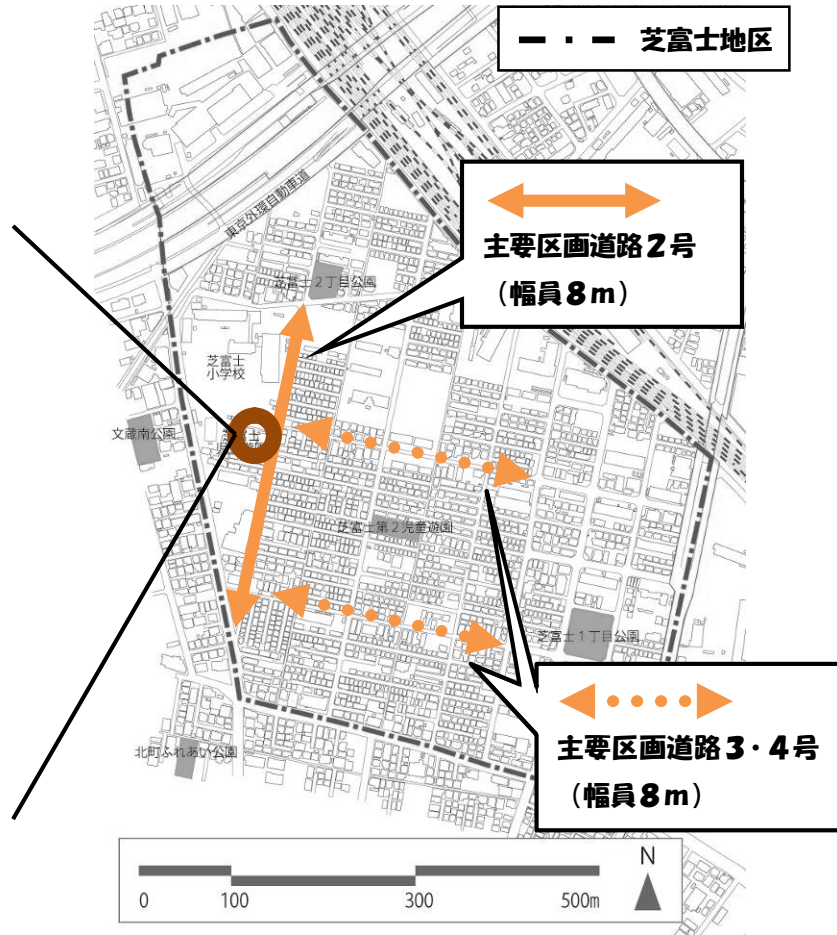 芝富士地区
東京外環自動車道
主要区画道路2号
（幅員8m）
芝富士2丁目公園
芝富士
小学校
文蔵南公園
芝富士第2児童遊園
芝富士1丁目公園
主要区画道路3・4号
（幅員8m）
北町ふれあい公園
N
0 100 300 500m